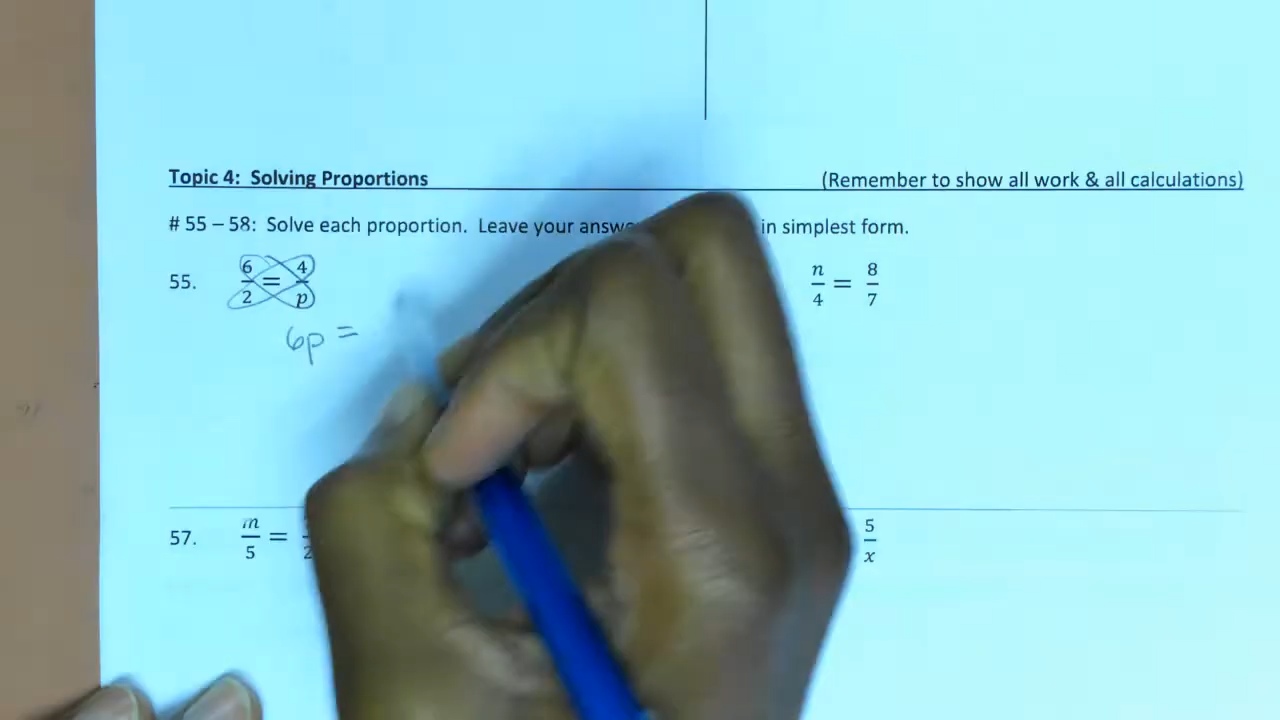 Topic 4: Solving Proportions (Remember to show all work & all calculations)
# 55 – 58: Solve each proportion. Leave your in simplest form.
55. 6/2 = 4/p
6p =
n/4 = 8/7
57. m/5 =
5/x